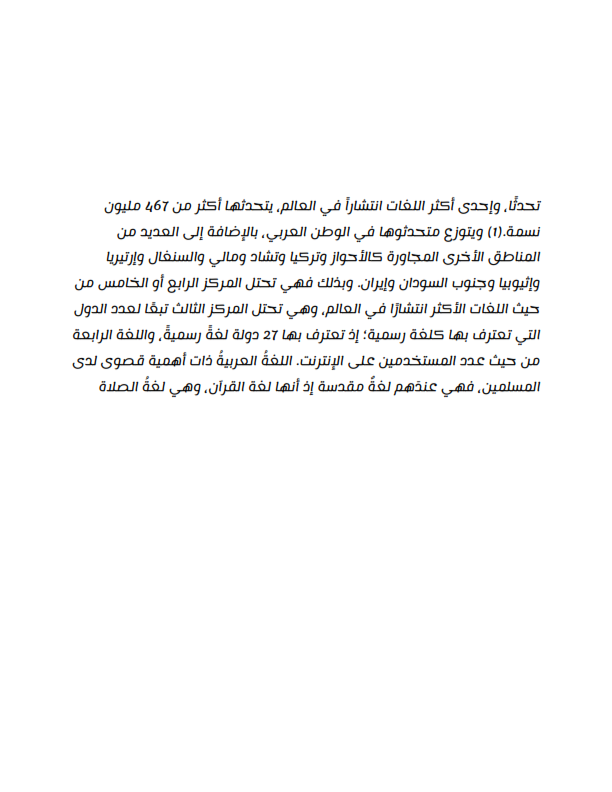 تحدثًا، وإحدى أكثر اللغات انتشاراً في العالم، يتحدثها أكثر من 467 مليون
نسمة.(1) ويتوزع متحدثوها في الوطن العربي، بالإضافة إلى العديد من
المناطق الأخرى المجاورة كالأحواز وتركيا وتشاد ومالي والسنغال وإرتيريا
وإثيوبيا وجنوب السودان وإيران. وبذلك فهي تحتل المركز الرابع أو الخامس من
حيث اللغات الأكثر انتشارًا في العالم، وهي تحتل المركز الثالث تبعًا لعدد الدول
التي تعترف بها كلغة رسمية؛ إذ تعترف بها 27 دولة لغةً رسميةً، واللغة الرابعة
من حيث عدد المستخدمين على الإنترنت. اللغةُ العربيةُ ذات أهمية قصوى لدى
المسلمين، فهي عندَهم لغةٌ مقدسة إذ أنها لغة القرآن، وهي لغةُ الصلاة